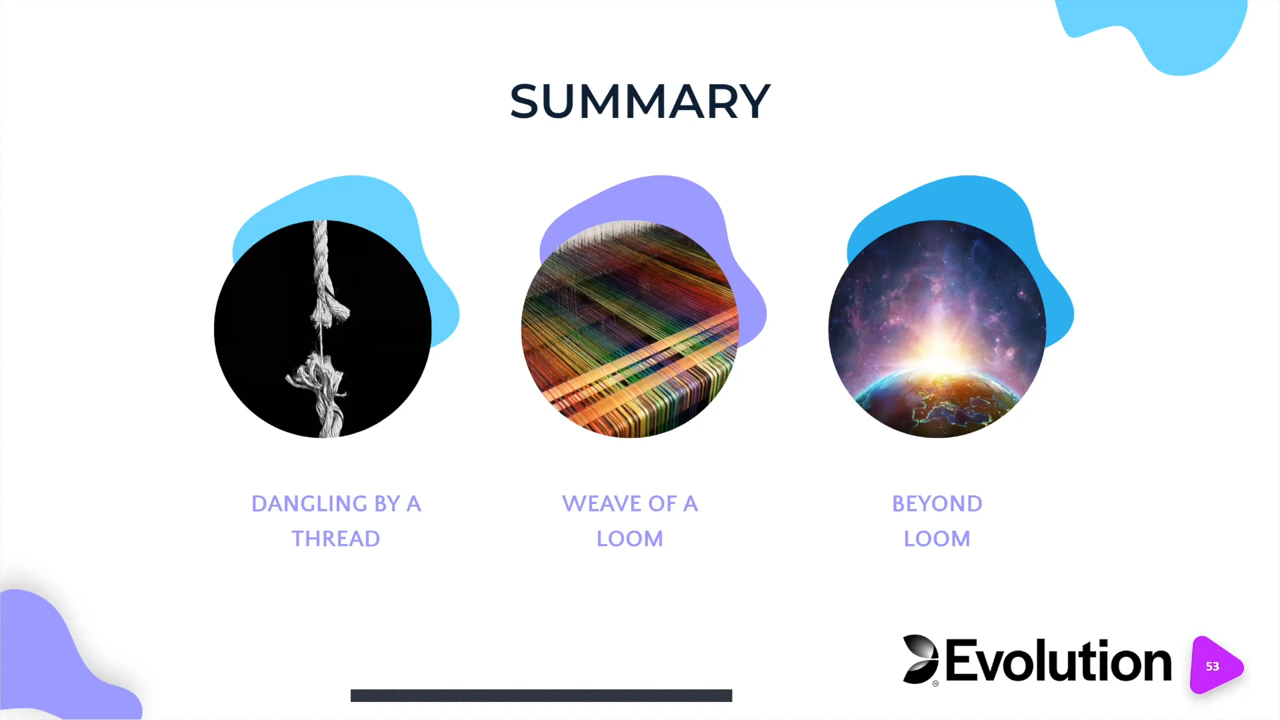 SUMMARY
DANGLING BY A
THREAD
WEAVE OF A
LOOM
BEYOND
LOOM
Evolution
53